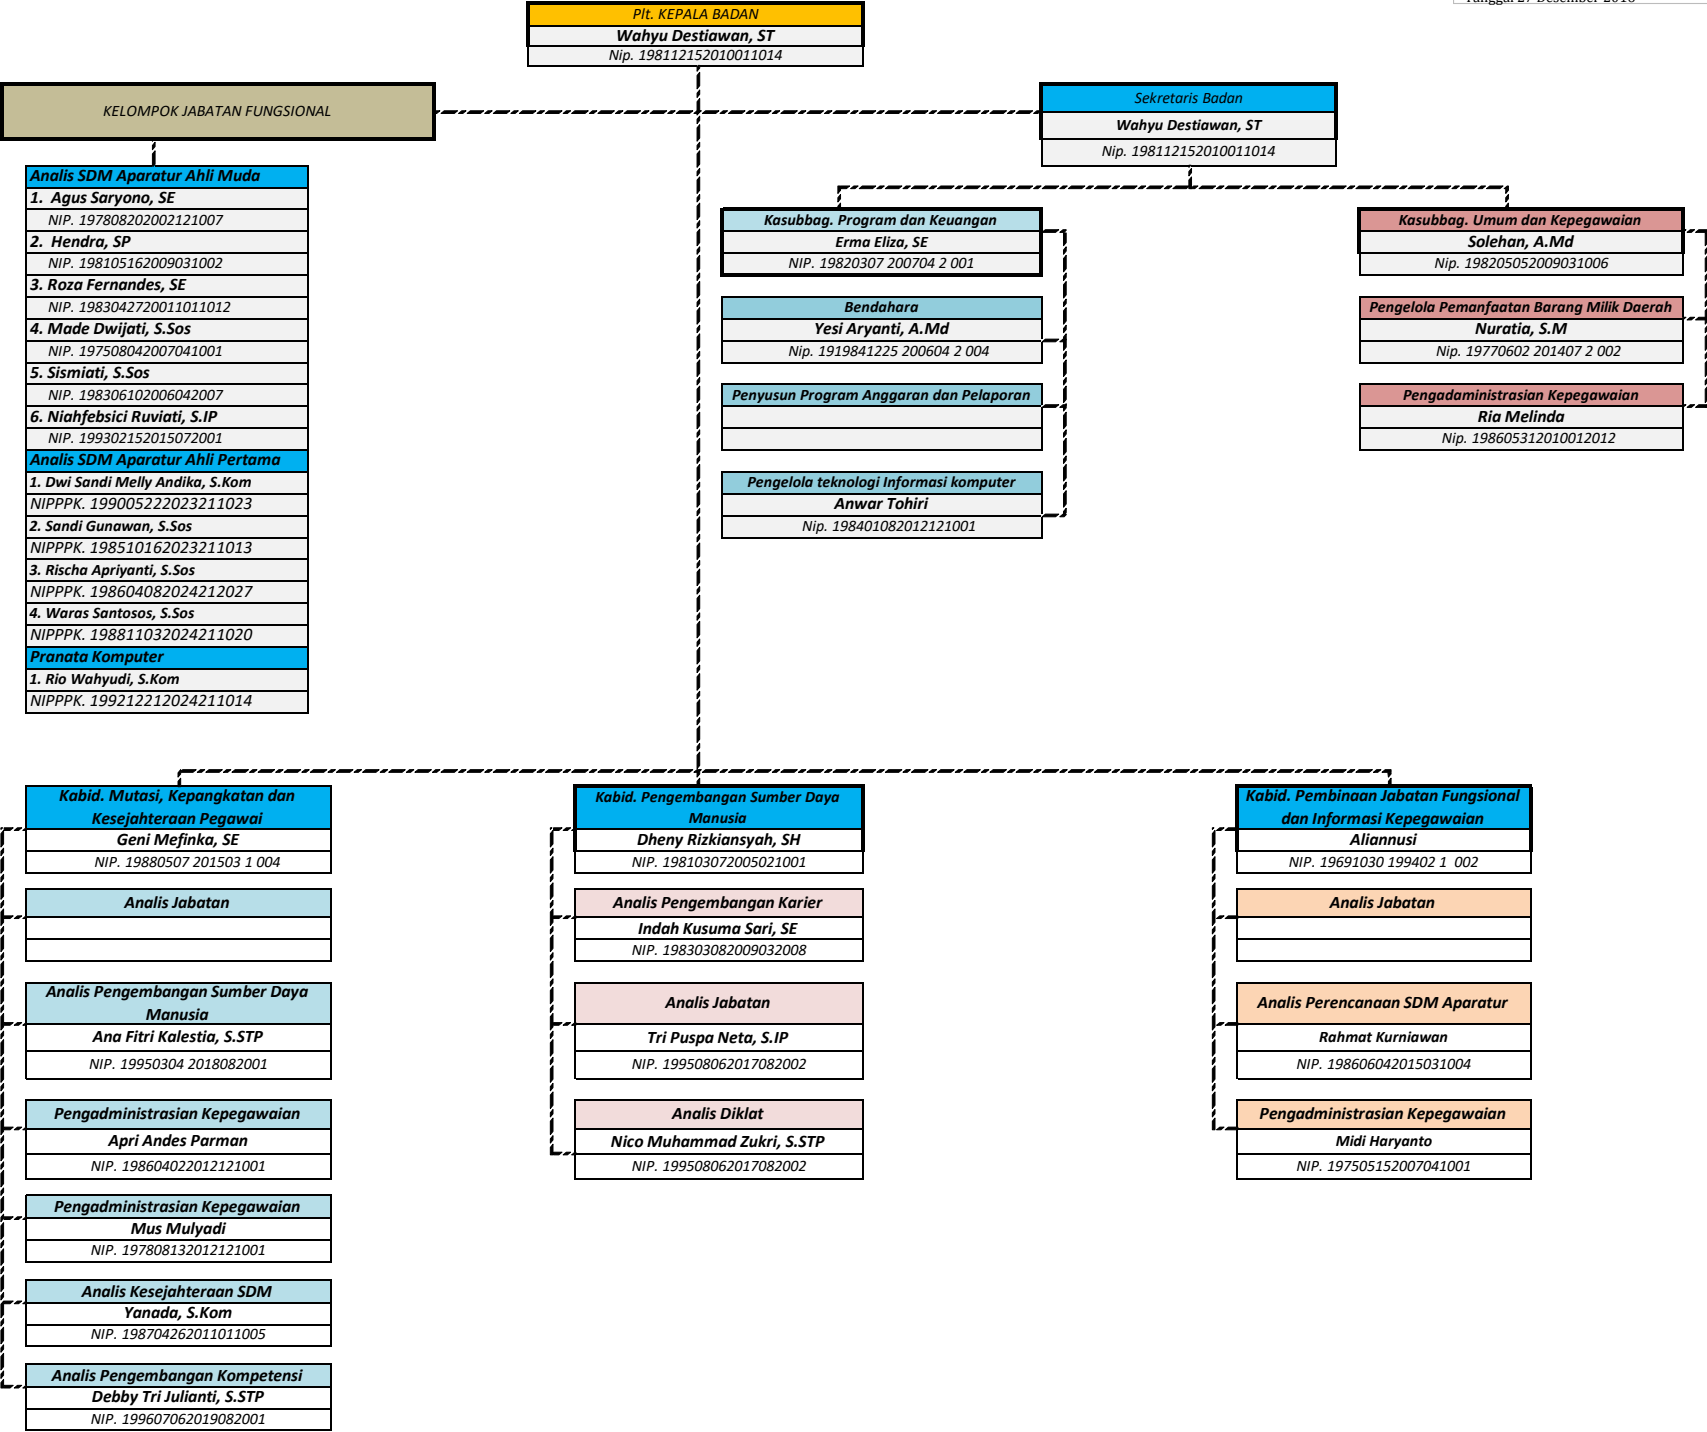 Tanggal 27 Desember 2016
Plt. KEPALA BADAN
Wahyu Destiawan, ST
Nip. 198112152010011014
KELOMPOK JABATAN FUNGSIONAL
Sekretaris Badan
Wahyu Destiawan, ST
Nip. 198112152010011014
Analis SDM Aparatur Ahli Muda
1. Agus Saryono, SE
NIP. 197808202002121007
2. Hendra, SP
NIP. 198105162009031002
3. Roza Fernandes, SE
NIP. 1983042720011011012
4. Made Dwijati, S.Sos
NIP. 197508042007041001
5. Sismiati, S.Sos
NIP. 198306102006042007
6. Niahfebsici Ruviati, S.IP
NIP. 199302152015072001
Analis SDM Aparatur Ahli Pertama
1. Dwi Sandi Melly Andika, S.Kom
NIPPPK. 199005222023211023
2. Sandi Gunawan, S.Sos
NIPPPK. 198510162023211013
3. Rischa Apriyanti, S.Sos
NIPPPK. 198604082024212027
4. Waras Santosos, S.Sos
NIPPPK. 198811032024211020
Pranata Komputer
1. Rio Wahyudi, S.Kom
NIPPPK. 199212212024211014
Kasubbag. Program dan Keuangan
Erma Eliza, SE
NIP. 19820307 200704 2 001
Bendahara
Yesi Aryanti, A.Md
Nip. 1919841225 200604 2 004
Penyusun Program Anggaran dan Pelaporan
Pengelola teknologi Informasi komputer
Anwar Tohiri
Nip. 198401082012121001
Kasubbag. Umum dan Kepegawaian
Solehan, A.Md
Nip. 198205052009031006
Pengelola Pemanfaatan Barang Milik Daerah
Nuratia, S.M
Nip. 19770602 201407 2 002
Pengadaministrasian Kepegawaian
Ria Melinda
Nip. 198605312010012012
Kabid. Mutasi, Kepangkatan dan
Kesejahteraan Pegawai
Geni Mefinka, SE
NIP. 19880507 201503 1 004
Analis Jabatan
Analis Pengembangan Sumber Daya
Manusia
Ana Fitri Kalestia, S.STP
NIP. 19950304 2018082001
Pengadministrasian Kepegawaian
Apri Andes Parman
NIP. 198604022012121001
Pengadministrasian Kepegawaian
Mus Mulyadi
NIP. 197808132012121001
Analis Kesejahteraan SDM
Yanada, S.Kom
NIP. 198704262011011005
Analis Pengembangan Kompetensi
Debby Tri Julianti, S.STP
NIP. 199607062019082001
Kabid. Pengembangan Sumber Daya
Manusia
Dheny Rizkiansyah, SH
NIP. 198103072005021001
Analis Pengembangan Karier
Indah Kusuma Sari, SE
NIP. 198303082009032008
Analis Jabatan
Tri Puspa Neta, S.IP
NIP. 199508062017082002
Analis Diklat
Nico Muhammad Zukri, S.STP
NIP. 199508062017082002
Kabid. Pembinaan Jabatan Fungsional
dan Informasi Kepegawaian
Aliannusi
NIP. 19691030 199402 1 002
Analis Jabatan
Analis Perencanaan SDM Aparatur
Rahmat Kurniawan
NIP. 198606042015031004
Pengadministrasian Kepegawaian
Midi Haryanto
NIP. 197505152007041001